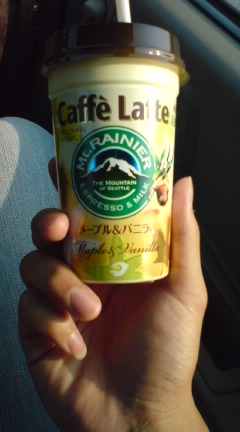 Caffè Latte
MT.RAINIER
THE MOUNTAIN
OF SEATTLE
ESPRESSO & MILK
メープル&バニラ
Maple & Vanilla